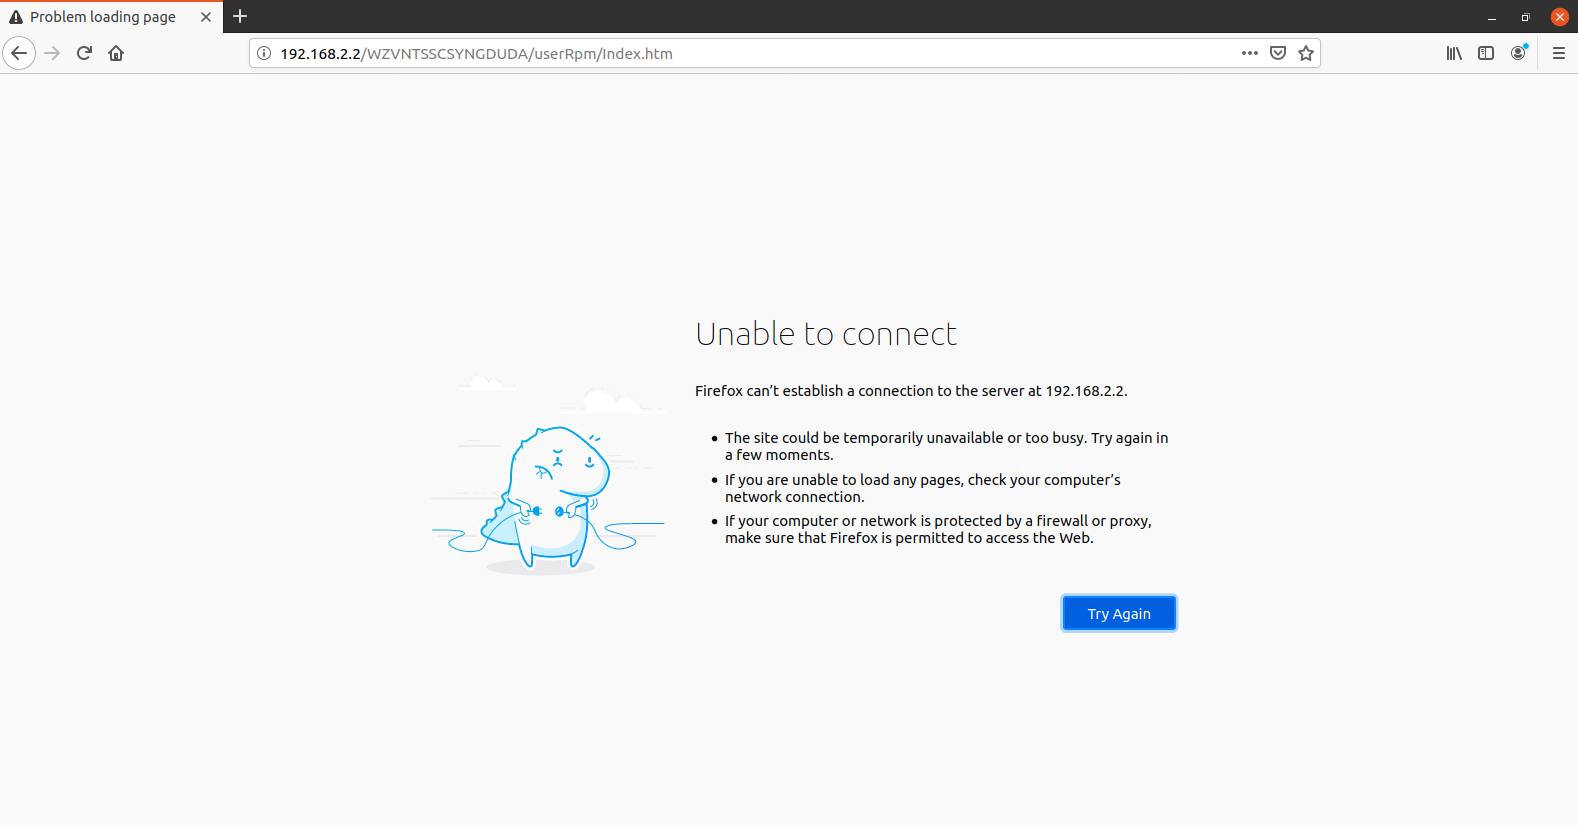 Problem loading page
192.168.2.2/WZVNTSSCSYNGDUDA/userRpm/Index.htm
Unable to connect
Firefox can’t establish a connection to the server at 192.168.2.2.
The site could be temporarily unavailable or too busy. Try again in
a few moments.
If you are unable to load any pages, check your computer’s
network connection.
If your computer or network is protected by a firewall or proxy,
make sure that Firefox is permitted to access the Web.
Try Again